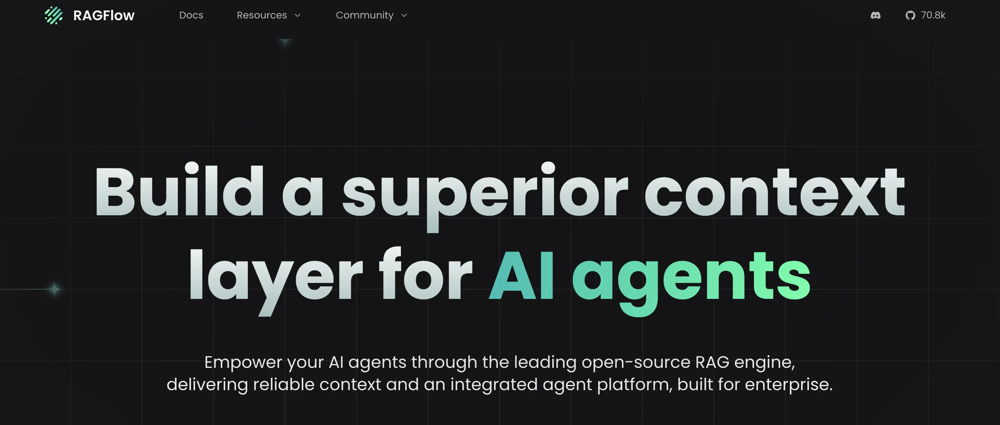 RAGFlow Docs Resources Community 70.8k
Build a superior context
layer for AI agents
Empower your AI agents through the leading open-source RAG engine,
delivering reliable context and an integrated agent platform, built for enterprise.